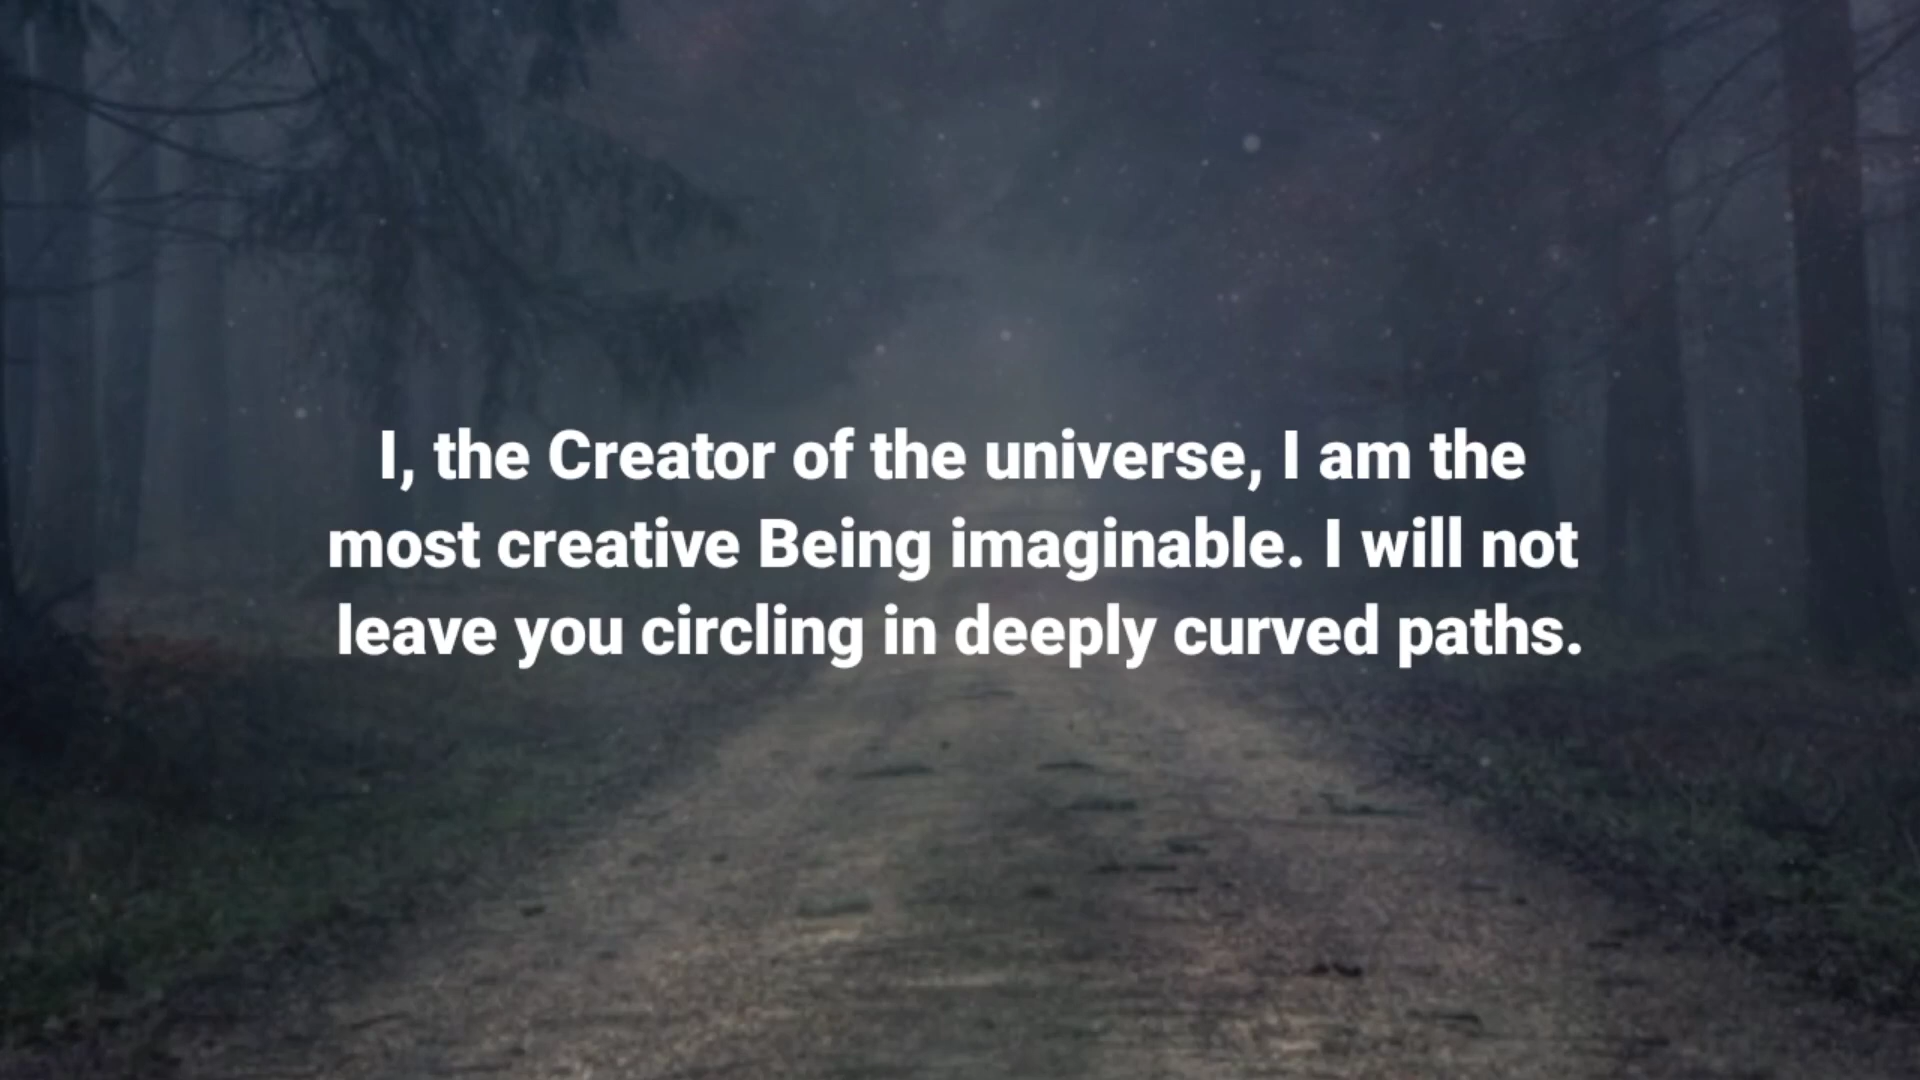 I, the Creator of the universe, I am the
most creative Being imaginable. I will not
leave you circling in deeply curved paths.